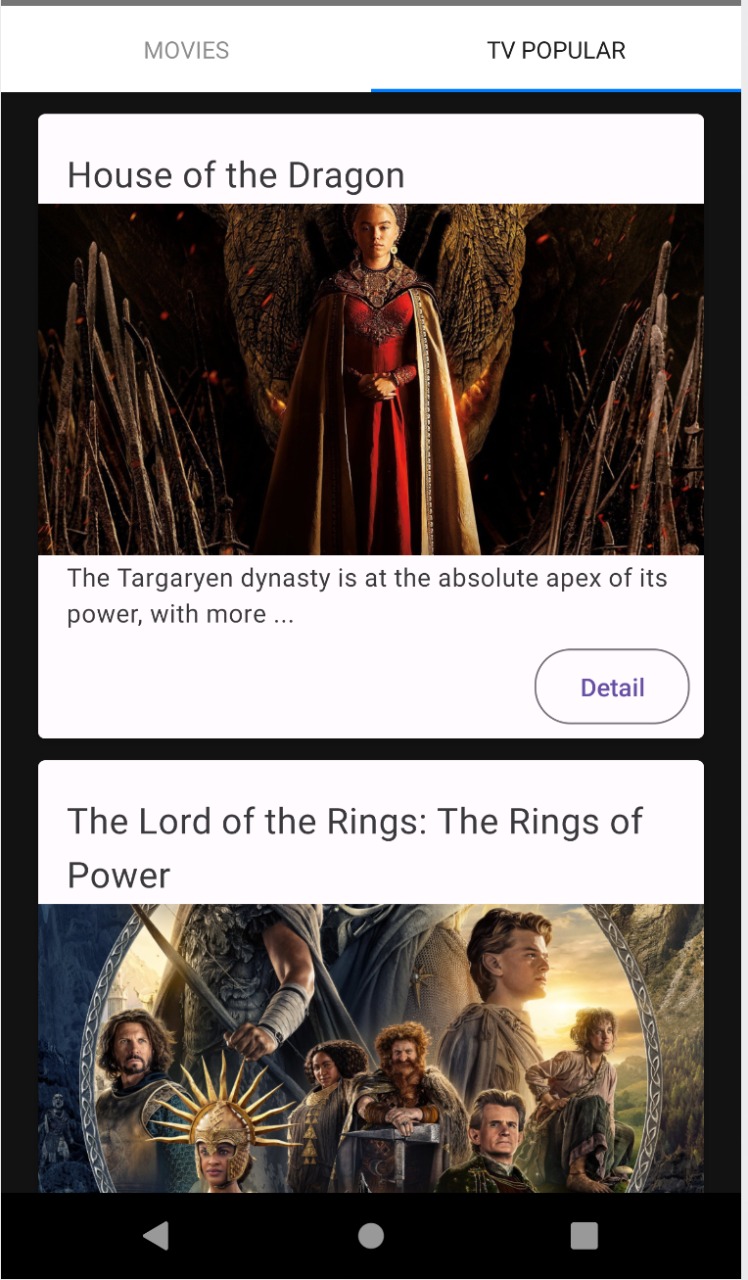 MOVIES
TV POPULAR
House of the Dragon
The Targaryen dynasty is at the absolute apex of its
power, with more ...
Detail
The Lord of the Rings: The Rings of
Power